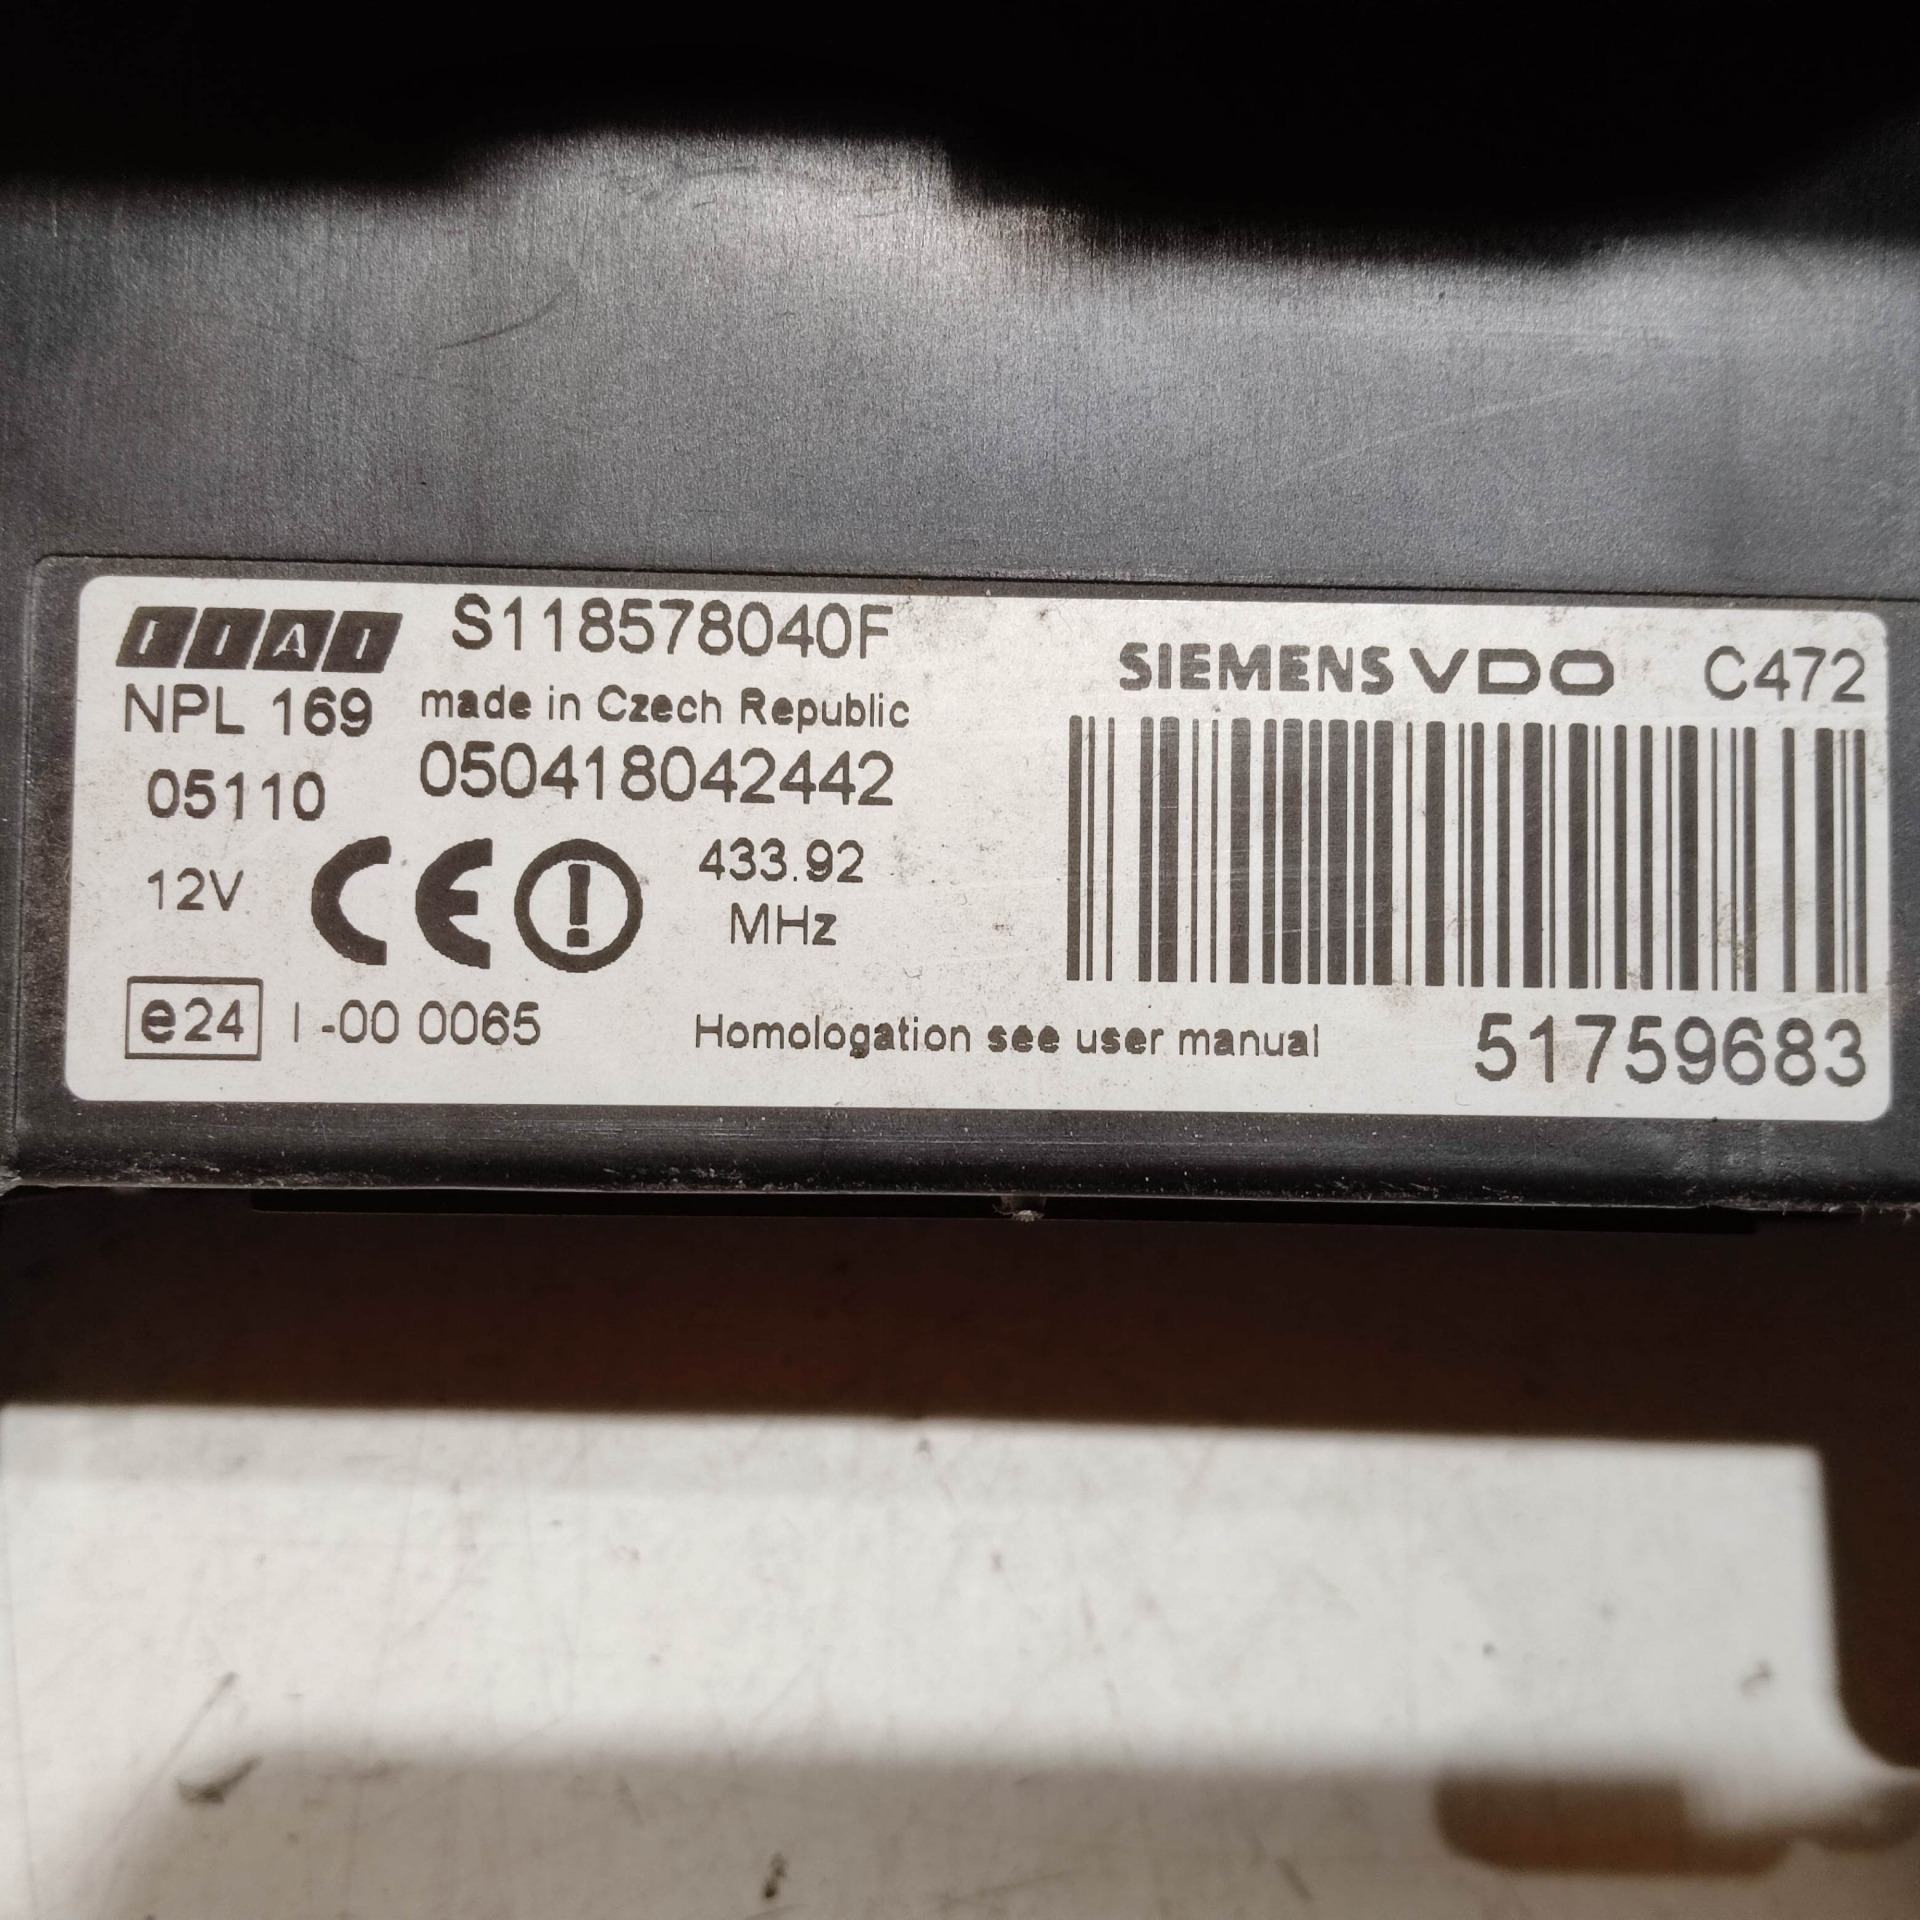 FIAT S118578040F
NPL 169 made in Czech Republic
05110 050418042442
12V CE 433.92
MHz
e24 I -00 0065 Homologation see user manual
SIEMENS VDO C472
51759683